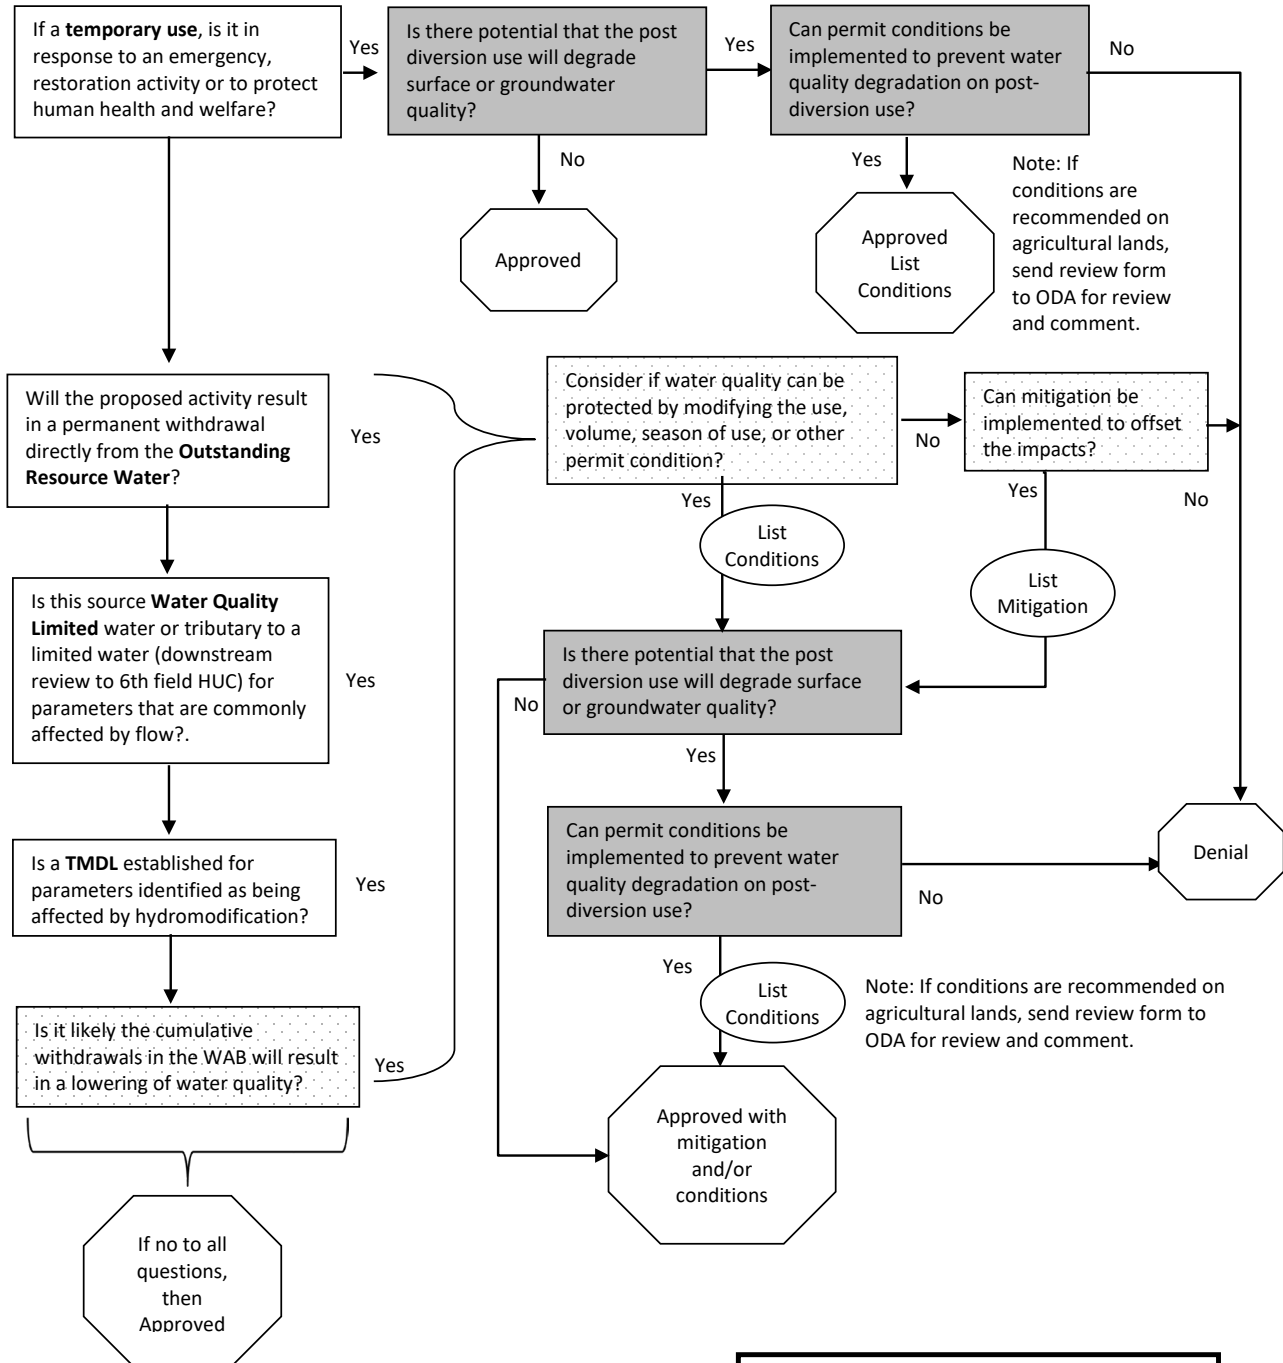 If a temporary use, is it in
response to an emergency,
restoration activity or to protect
human health and welfare?
Yes
Is there potential that the post
diversion use will degrade
surface or groundwater
quality?
Yes
Can permit conditions be
implemented to prevent water
quality degradation on post-
diversion use?
No
No
Approved
Yes
Approved
List
Conditions
Note: If
conditions are
recommended on
agricultural lands,
send review form
to ODA for review
and comment.
Will the proposed activity result
in a permanent withdrawal
directly from the Outstanding
Resource Water?
Yes
Consider if water quality can be
protected by modifying the use,
volume, season of use, or other
permit condition?
No
Can mitigation be
implemented to offset
the impacts?
Yes
No
Yes
List
Conditions
List
Mitigation
Is this source Water Quality
Limited water or tributary to a
limited water (downstream
review to 6th field HUC) for
parameters that are commonly
affected by flow?.
Yes
Is there potential that the post
diversion use will degrade surface
or groundwater quality?
No
Yes
Is a TMDL established for
parameters identified as being
affected by hydromodification?
Yes
Can permit conditions be
implemented to prevent water
quality degradation on post-
diversion use?
No
Denial
Yes
List
Conditions
Note: If conditions are recommended on
agricultural lands, send review form to
ODA for review and comment.
Is it likely the cumulative
withdrawals in the WAB will result
in a lowering of water quality?
Yes
Approved with
mitigation
and/or
conditions
If no to all
questions,
then
Approved